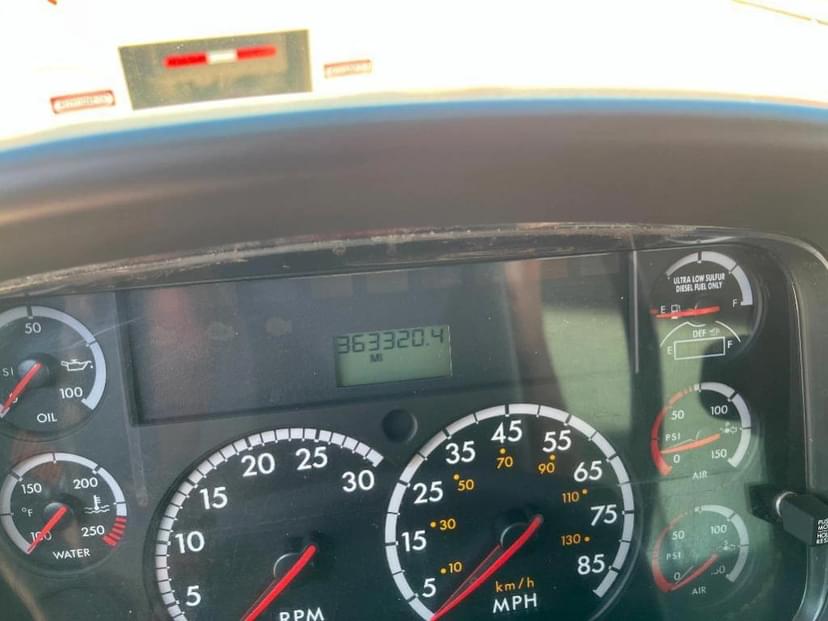 363320.4
MI
ULTRA LOW SULFUR
DIESEL FUEL ONLY
E F
DEF
E F
50
100
OIL
150 200
°F
100 250
WATER
5 10 15 20 25 30
RPM
5 15 25 35 45 55 65 75 85
10 30 50 70 90 110 130
km/h
MPH
50 100
PSI
0 150
AIR
50 100
PSI
0
AIR